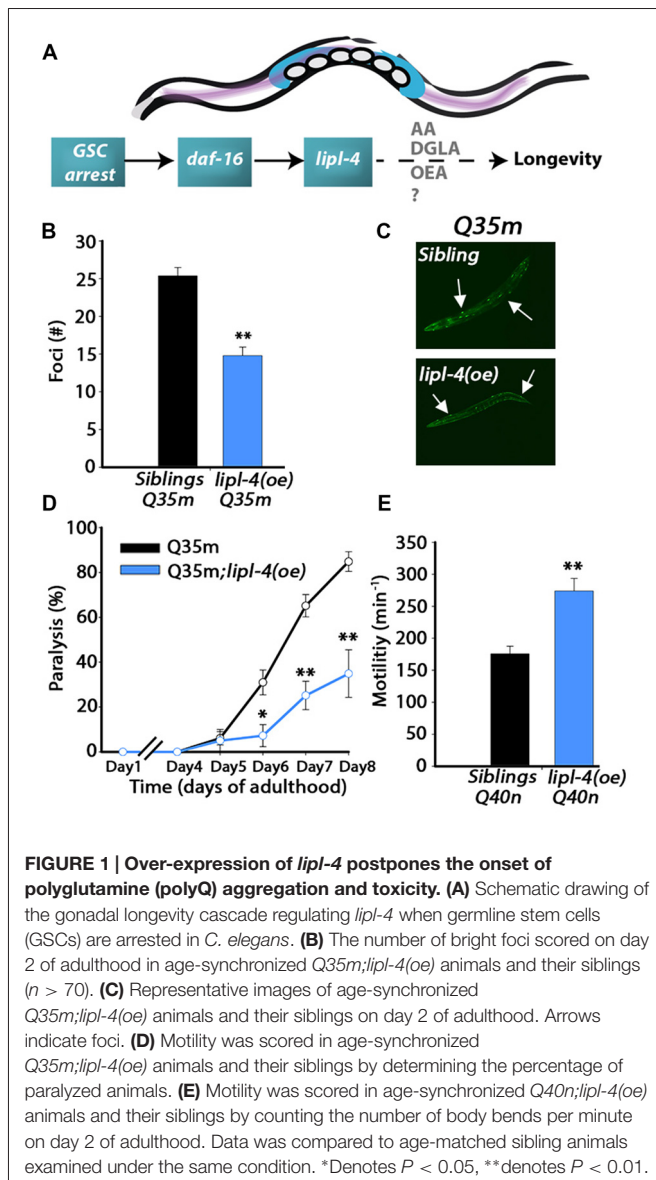 A
GSC
arrest
daf-16
lipl-4
AA
DGLA
OEA
?
Longevity
B
Foci (#)
30
25
20
15
10
5
0
**
Siblings
Q35m
lipl-4(oe)
Q35m
C
Q35m
Sibling
lipl-4(oe)
D
Paralysis (%)
100
80
60
40
20
0
Q35m
Q35m;lipl-4(oe)
*
**
**
Day1
Day4
Day5
Day6
Day7
Day8
Time (days of adulthood)
E
Motilitiy (min-1)
350
300
250
200
150
100
50
0
**
Siblings
Q40n
lipl-4(oe)
Q40n
FIGURE 1 | Over-expression of lipl-4 postpones the onset of
polyglutamine (polyQ) aggregation and toxicity. (A) Schematic drawing of
the gonadal longevity cascade regulating lipl-4 when germline stem cells
(GSCs) are arrested in C. elegans. (B) The number of bright foci scored on day
2 of adulthood in age-synchronized Q35m;lipl-4(oe) animals and their siblings
(n > 70). (C) Representative images of age-synchronized
Q35m;lipl-4(oe) animals and their siblings on day 2 of adulthood. Arrows
indicate foci. (D) Motility was scored in age-synchronized
Q35m;lipl-4(oe) animals and their siblings by determining the percentage of
paralyzed animals. (E) Motility was scored in age-synchronized Q40n;lipl-4(oe)
animals and their siblings by counting the number of body bends per minute
on day 2 of adulthood. Data was compared to age-matched sibling animals
examined under the same condition. *Denotes P < 0.05, **denotes P < 0.01.